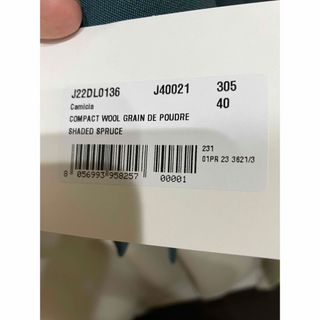 J22DL0136 J40021 305
Camicia 40
COMPACT WOOL GRAIN DE POUDRE
SHADED SPRUCE
231
01PR 23 3621/3
8 056993 958257 00001